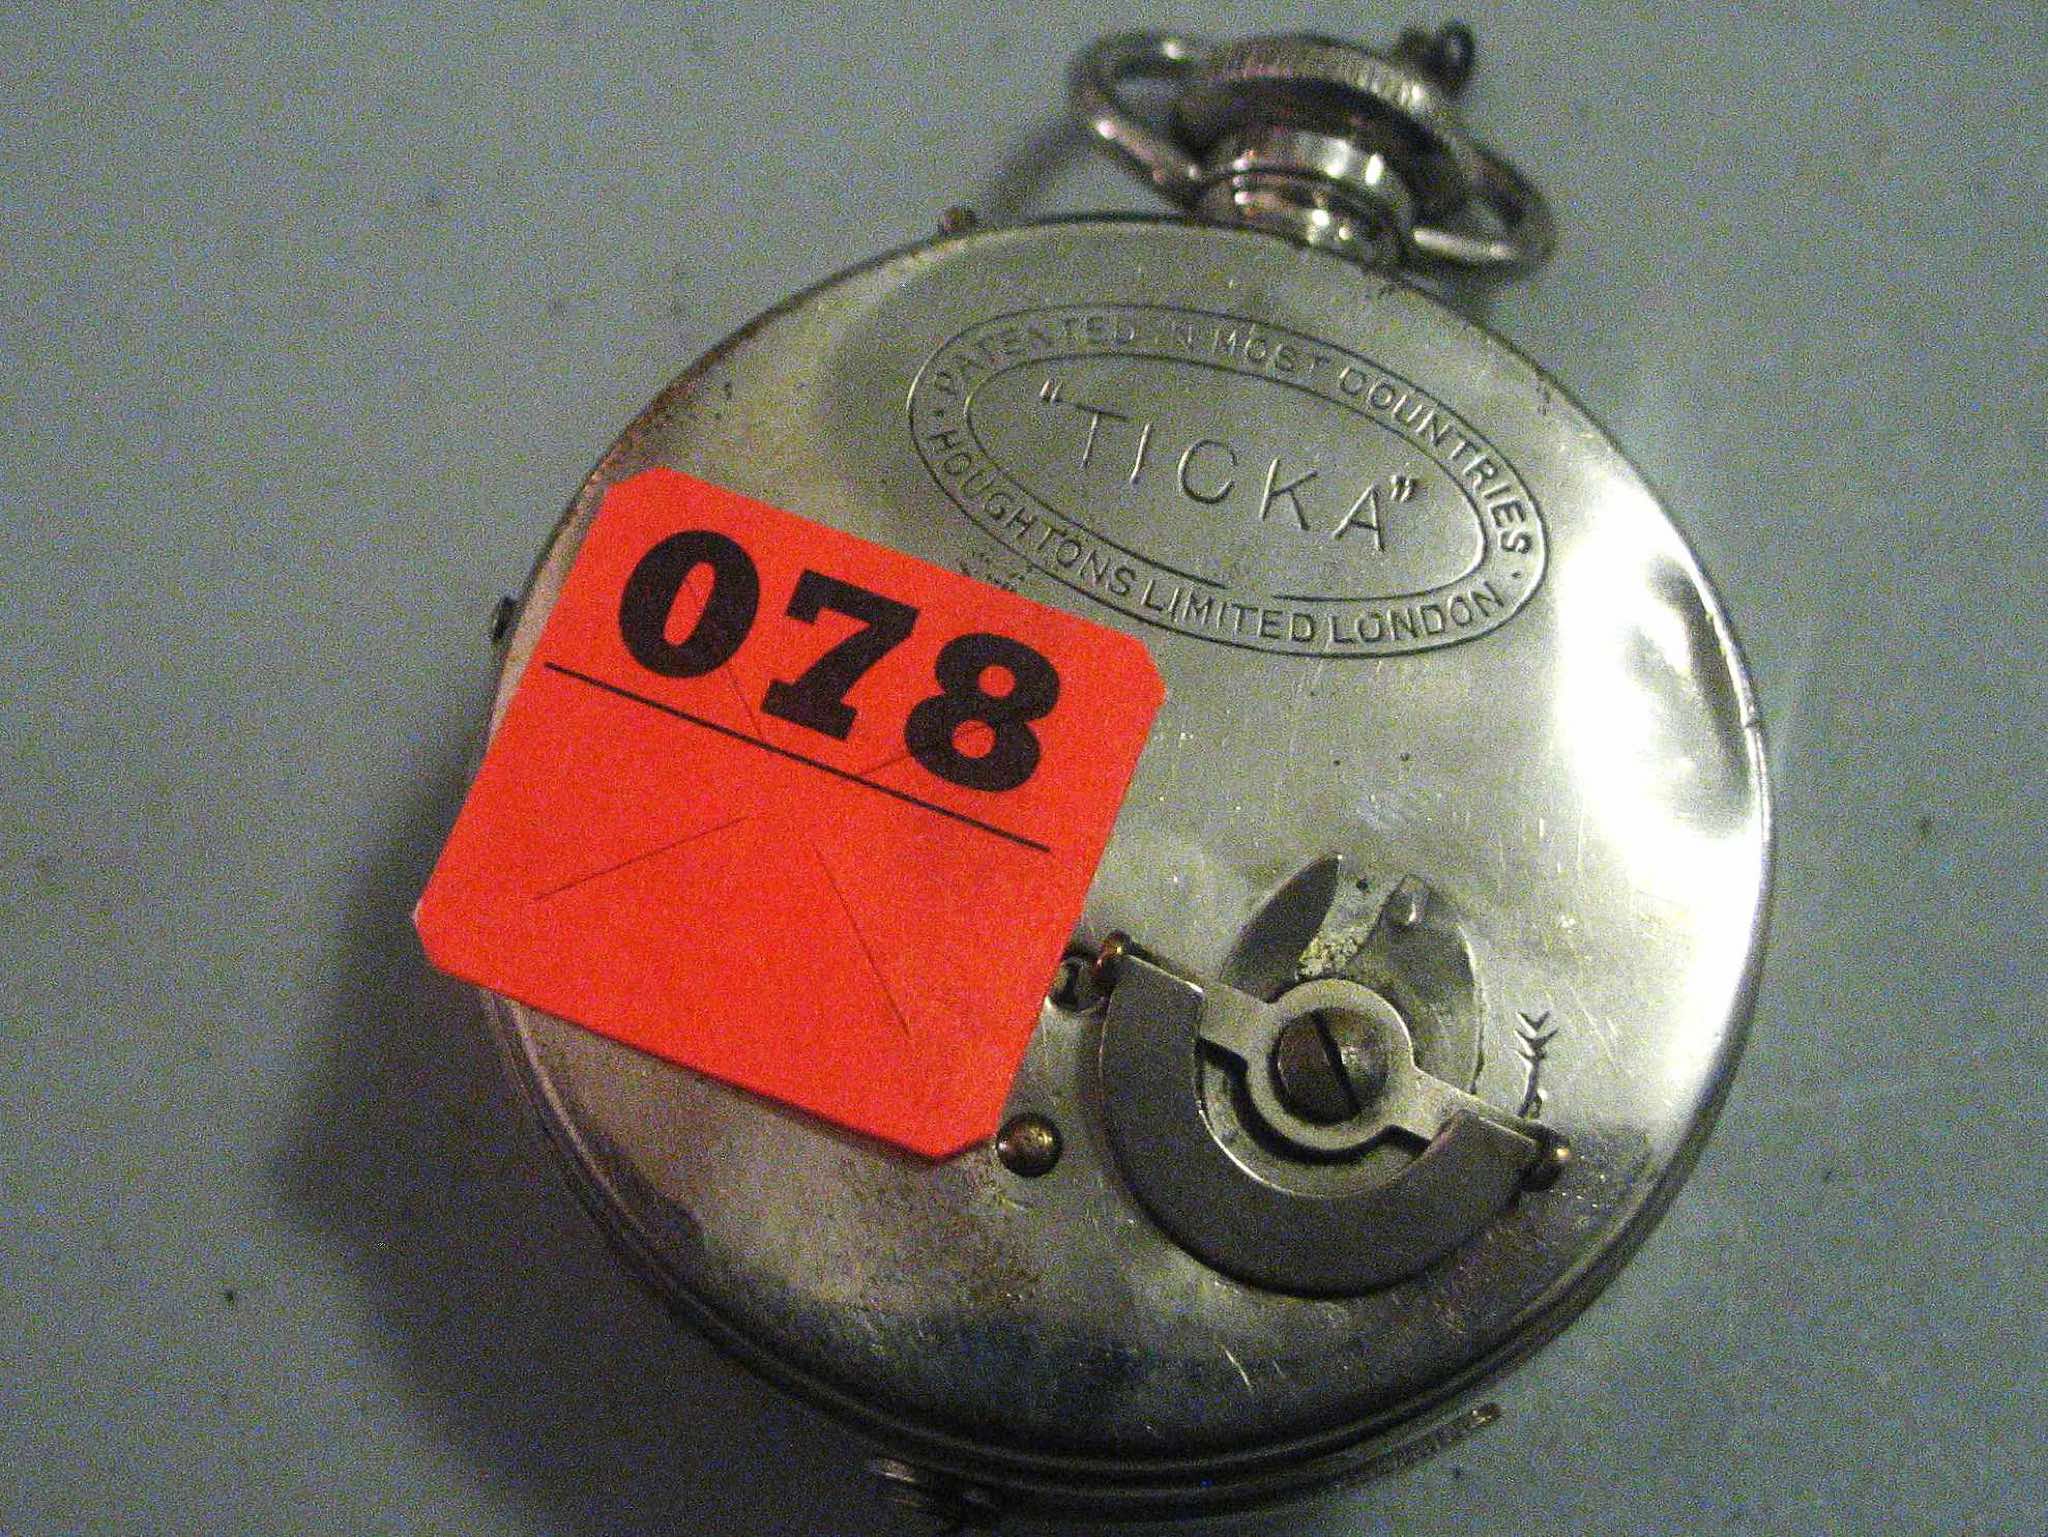 PATENTED IN MOST COUNTRIES
"TICKA"
HOUGHTONS LIMITED LONDON
078